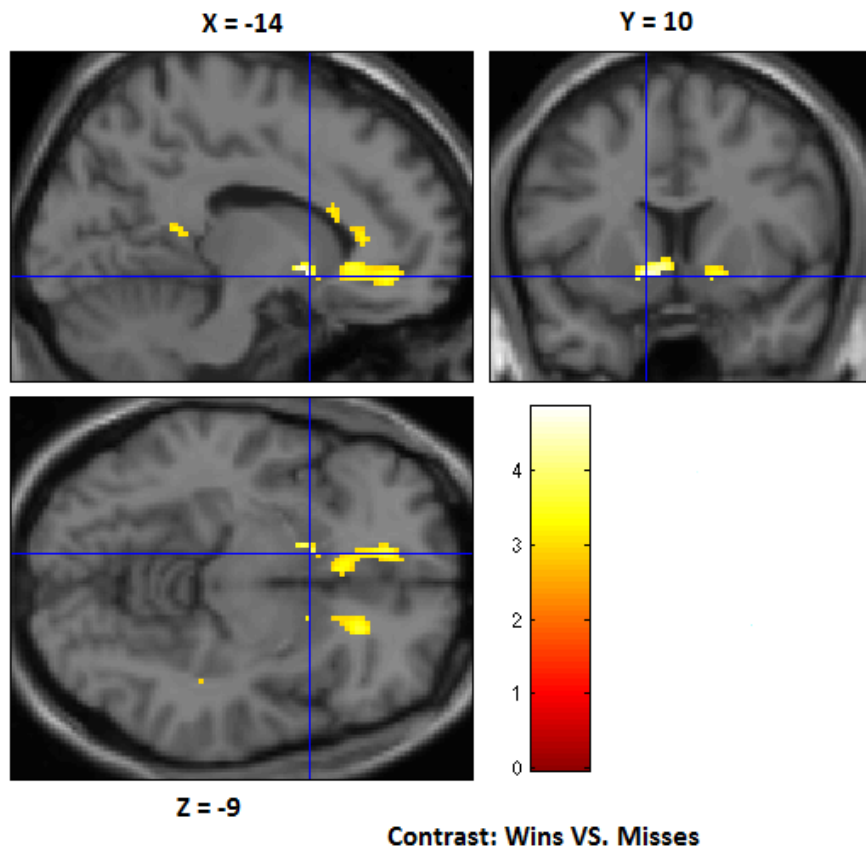 X = -14
Y = 10
4
3
2
1
0
Z = -9
Contrast: Wins VS. Misses